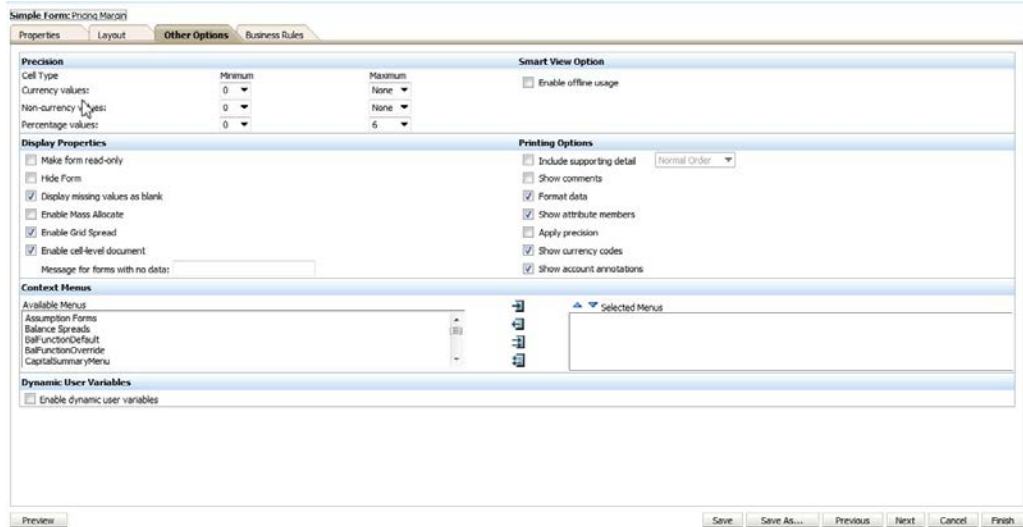 Simple Form: Pricing Margin
Properties Layout Other Options Business Rules
Precision Smart View Option
Cell Type Minimum Maximum
Enable offline usage
Currency values: 0 None
Non-currency values: 0 None
Percentage values: 0 6
Display Properties Printing Options
Make form read-only Include supporting detail Normal Order
Hide Form Show comments
Display missing values as blank Format data
Enable Mass Allocate Show attribute members
Enable Grid Spread Apply precision
Enable cell-level document Show currency codes
Message for forms with no data: Show account annotations
Context Menus
Available Menus Selected Menus
Assumption Forms
Balance Spreads
BalFunctionDefault
BalFunctionOverride
CapitalSummaryMenu
Dynamic User Variables
Enable dynamic user variables
Preview Save Save As... Previous Next Cancel Finish